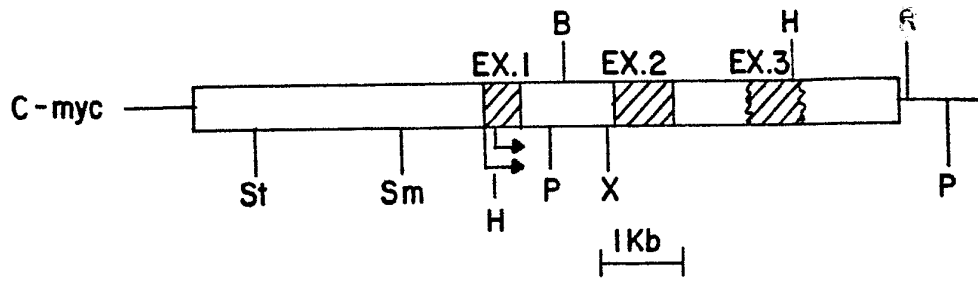 B H R
EX.1 EX.2 EX.3
C-myc
St Sm P X P
H
1Kb